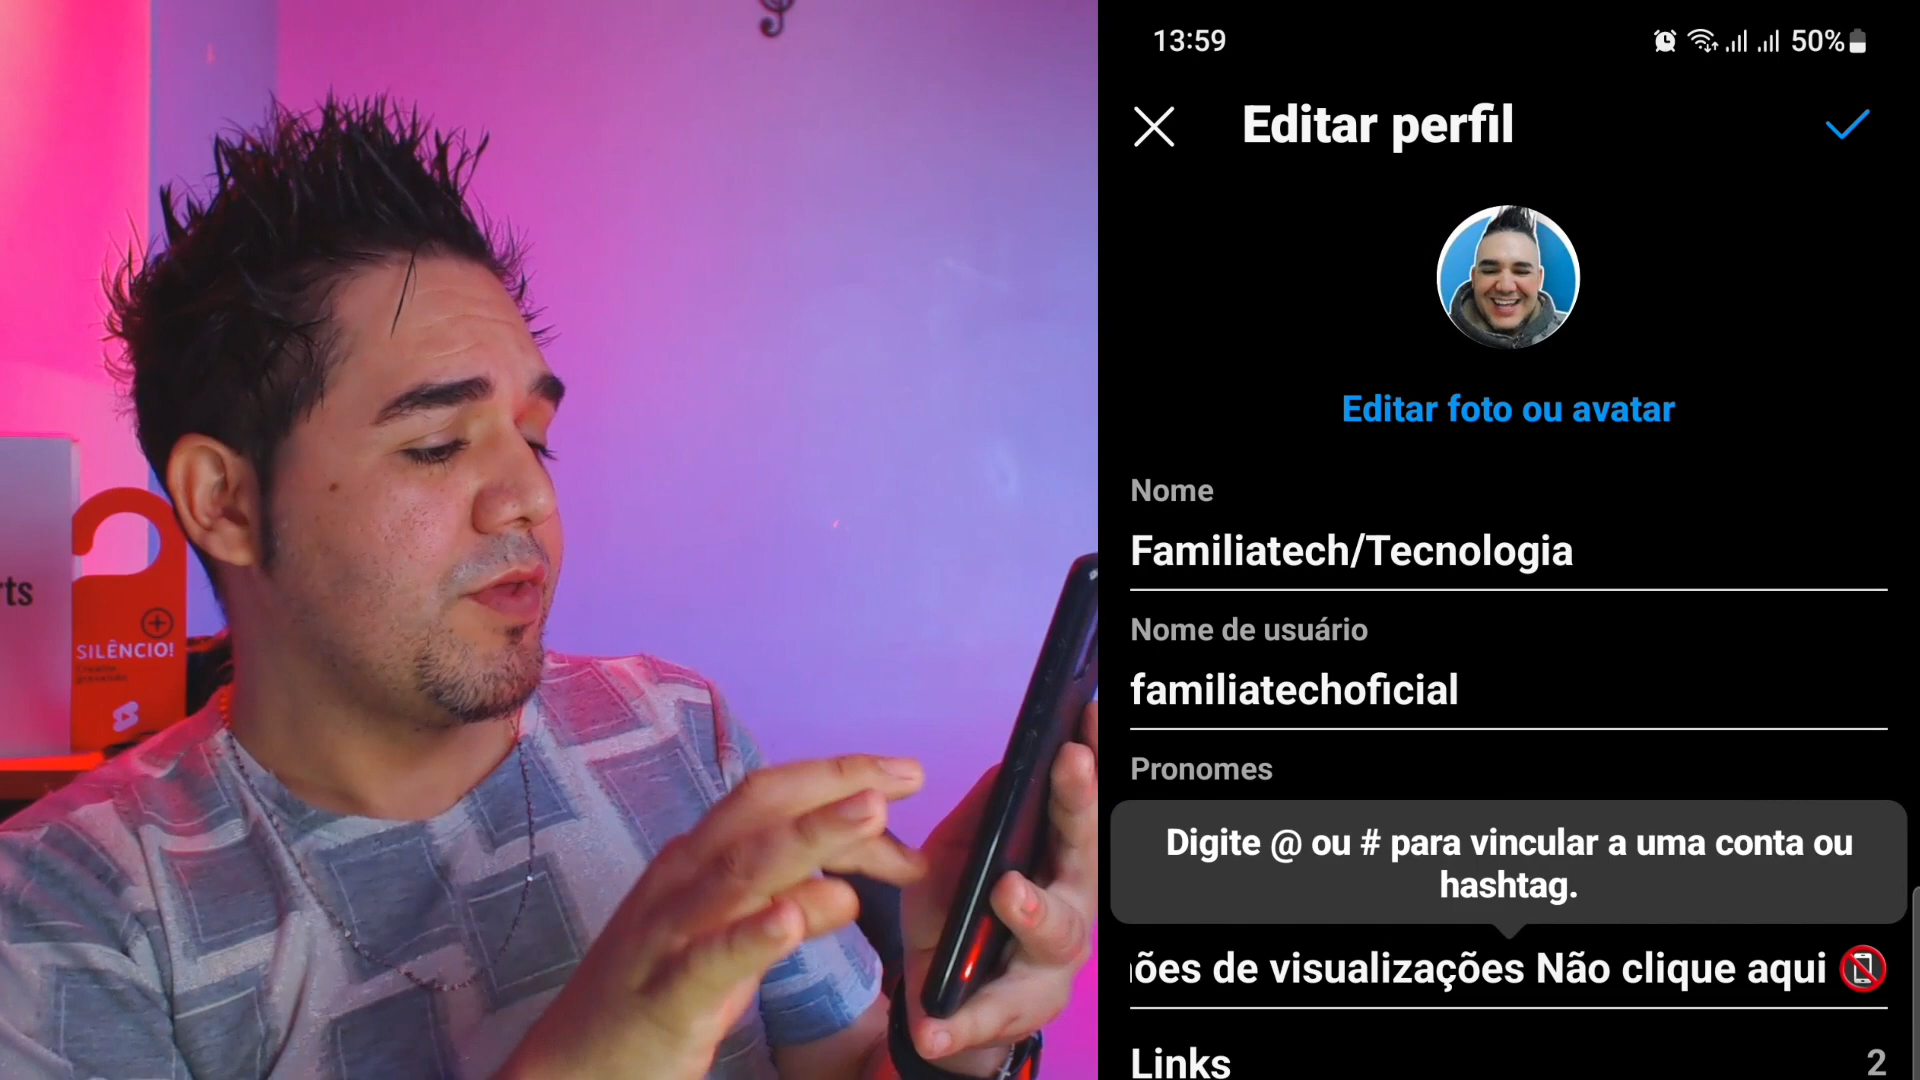 rts
SILÊNCIO!
13:59
50%
Editar perfil
Editar foto ou avatar
Nome
Familiatech/Tecnologia
Nome de usuário
familiatechoficial
Pronomes
Digite @ ou # para vincular a uma conta ou
hashtag.
ões de visualizações Não clique aqui
Links
2